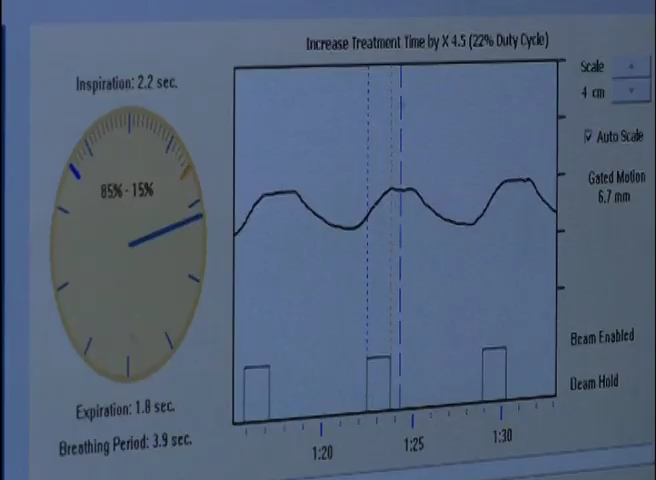 Increase Treatment Time by X 4.5 (22% Duty Cycle)
Inspiration: 2.2 sec.
85% - 15%
Expiration: 1.8 sec.
Breathing Period: 3.9 sec.
Scale
4 cm
Auto Scale
Gated Motion
6.7 mm
Beam Enabled
Beam Hold
1:20
1:25
1:30